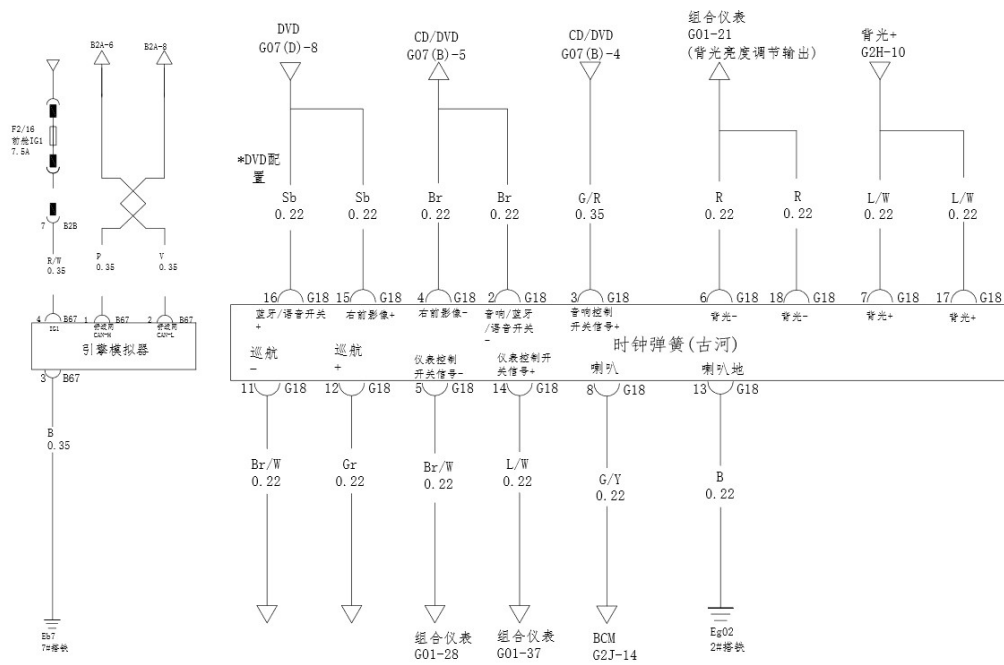 B2A-6
B2A-8
F2/16
前舱IG1
7.5A
7
B2B
R/W
0.35
P
0.35
V
0.35
4
B67
1
B67
2
B67
IG1
CAN-H
CAN-L
引擎模拟器
3
B67
B
0.35
Eb7
7#搭铁
DVD
G07(D)-8
CD/DVD
G07(B)-5
CD/DVD
G07(B)-4
组合仪表
G01-21
(背光亮度调节输出)
背光+
G2H-10
*DVD配
置
Sb
0.22
Sb
0.22
Br
0.22
Br
0.22
G/R
0.35
R
0.22
R
0.22
L/W
0.22
L/W
0.22
16
G18
15
G18
4
G18
2
G18
3
G18
6
G18
18
G18
7
G18
17
G18
蓝牙/语音开关
+
右前影像+
右前影像-
音响/蓝牙
/语音开关
-
音响控制
开关信号+
背光-
背光-
背光+
背光+
时钟弹簧(古河)
巡航
-
巡航
+
仪表控制
开关信号-
仪表控制开
关信号+
喇叭
喇叭地
11
G18
12
G18
5
G18
14
G18
8
G18
13
G18
Br/W
0.22
Gr
0.22
Br/W
0.22
L/W
0.22
G/Y
0.22
B
0.22
组合仪表
G01-28
组合仪表
G01-37
BCM
G2J-14
Eg02
2#搭铁